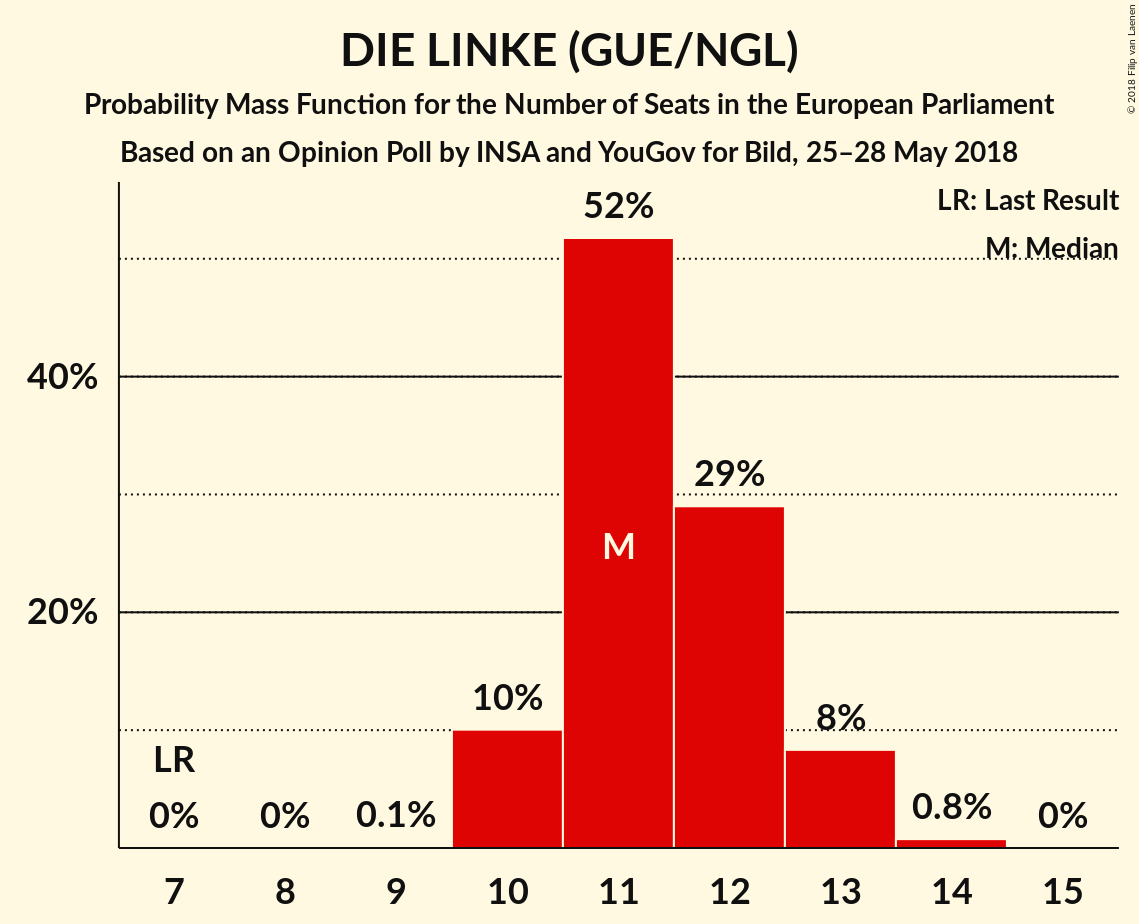 DIE LINKE (GUE/NGL)
Probability Mass Function for the Number of Seats in the European Parliament
Based on an Opinion Poll by INSA and YouGov for Bild, 25–28 May 2018
© 2018 Filip van Laenen
LR: Last Result
M: Median
52%
40%
29%
M
20%
10%
8%
LR
0%
0%
0.1%
0.8%
0%
7
8
9
10
11
12
13
14
15